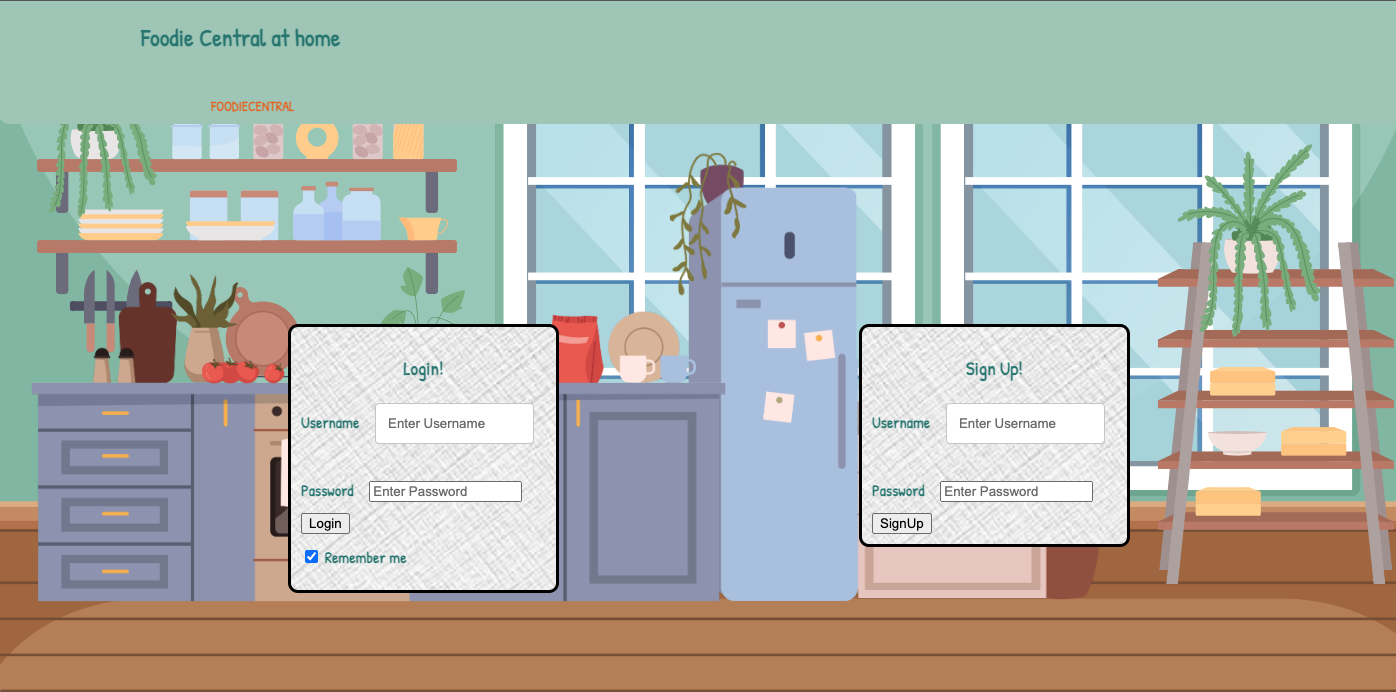 Foodie Central at home
FOODIECENTRAL
Login!
Username Enter Username
Password Enter Password
Login
Remember me
Sign Up!
Username Enter Username
Password Enter Password
SignUp